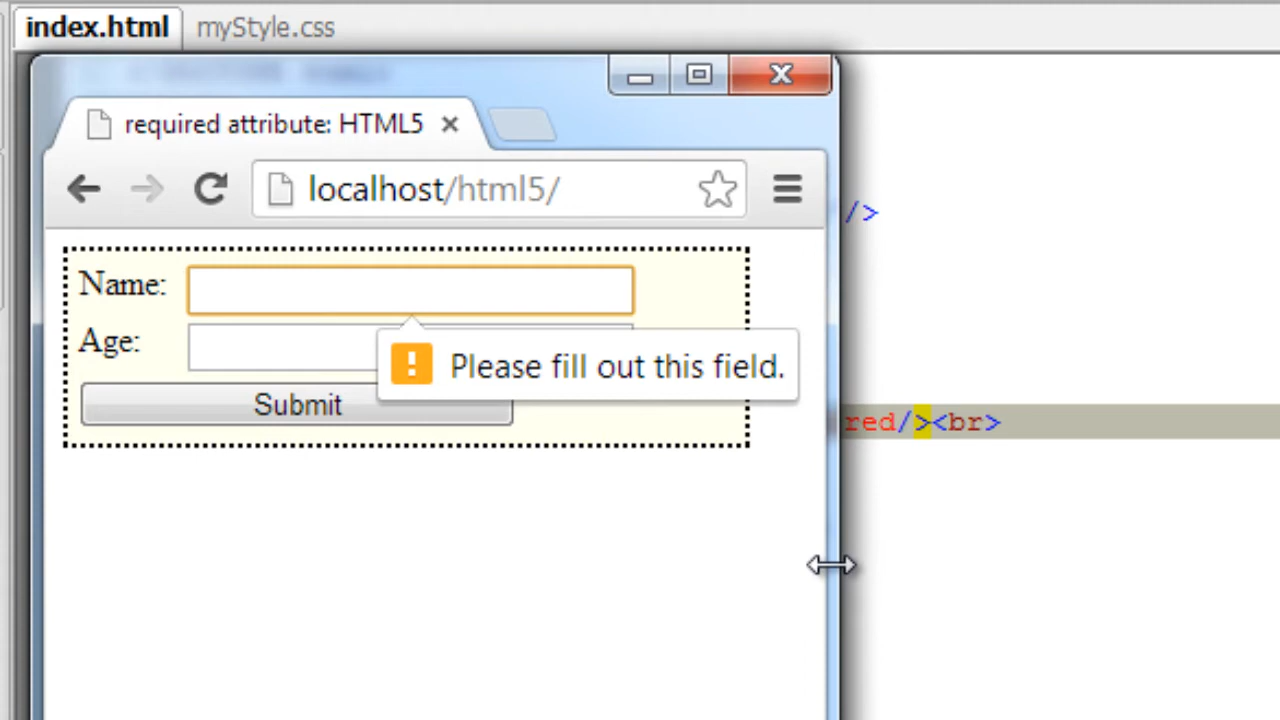 index.html myStyle.css
required attribute: HTML5
localhost/html5/
/>
Name:
Age:
Please fill out this field.
Submit
red/><br>